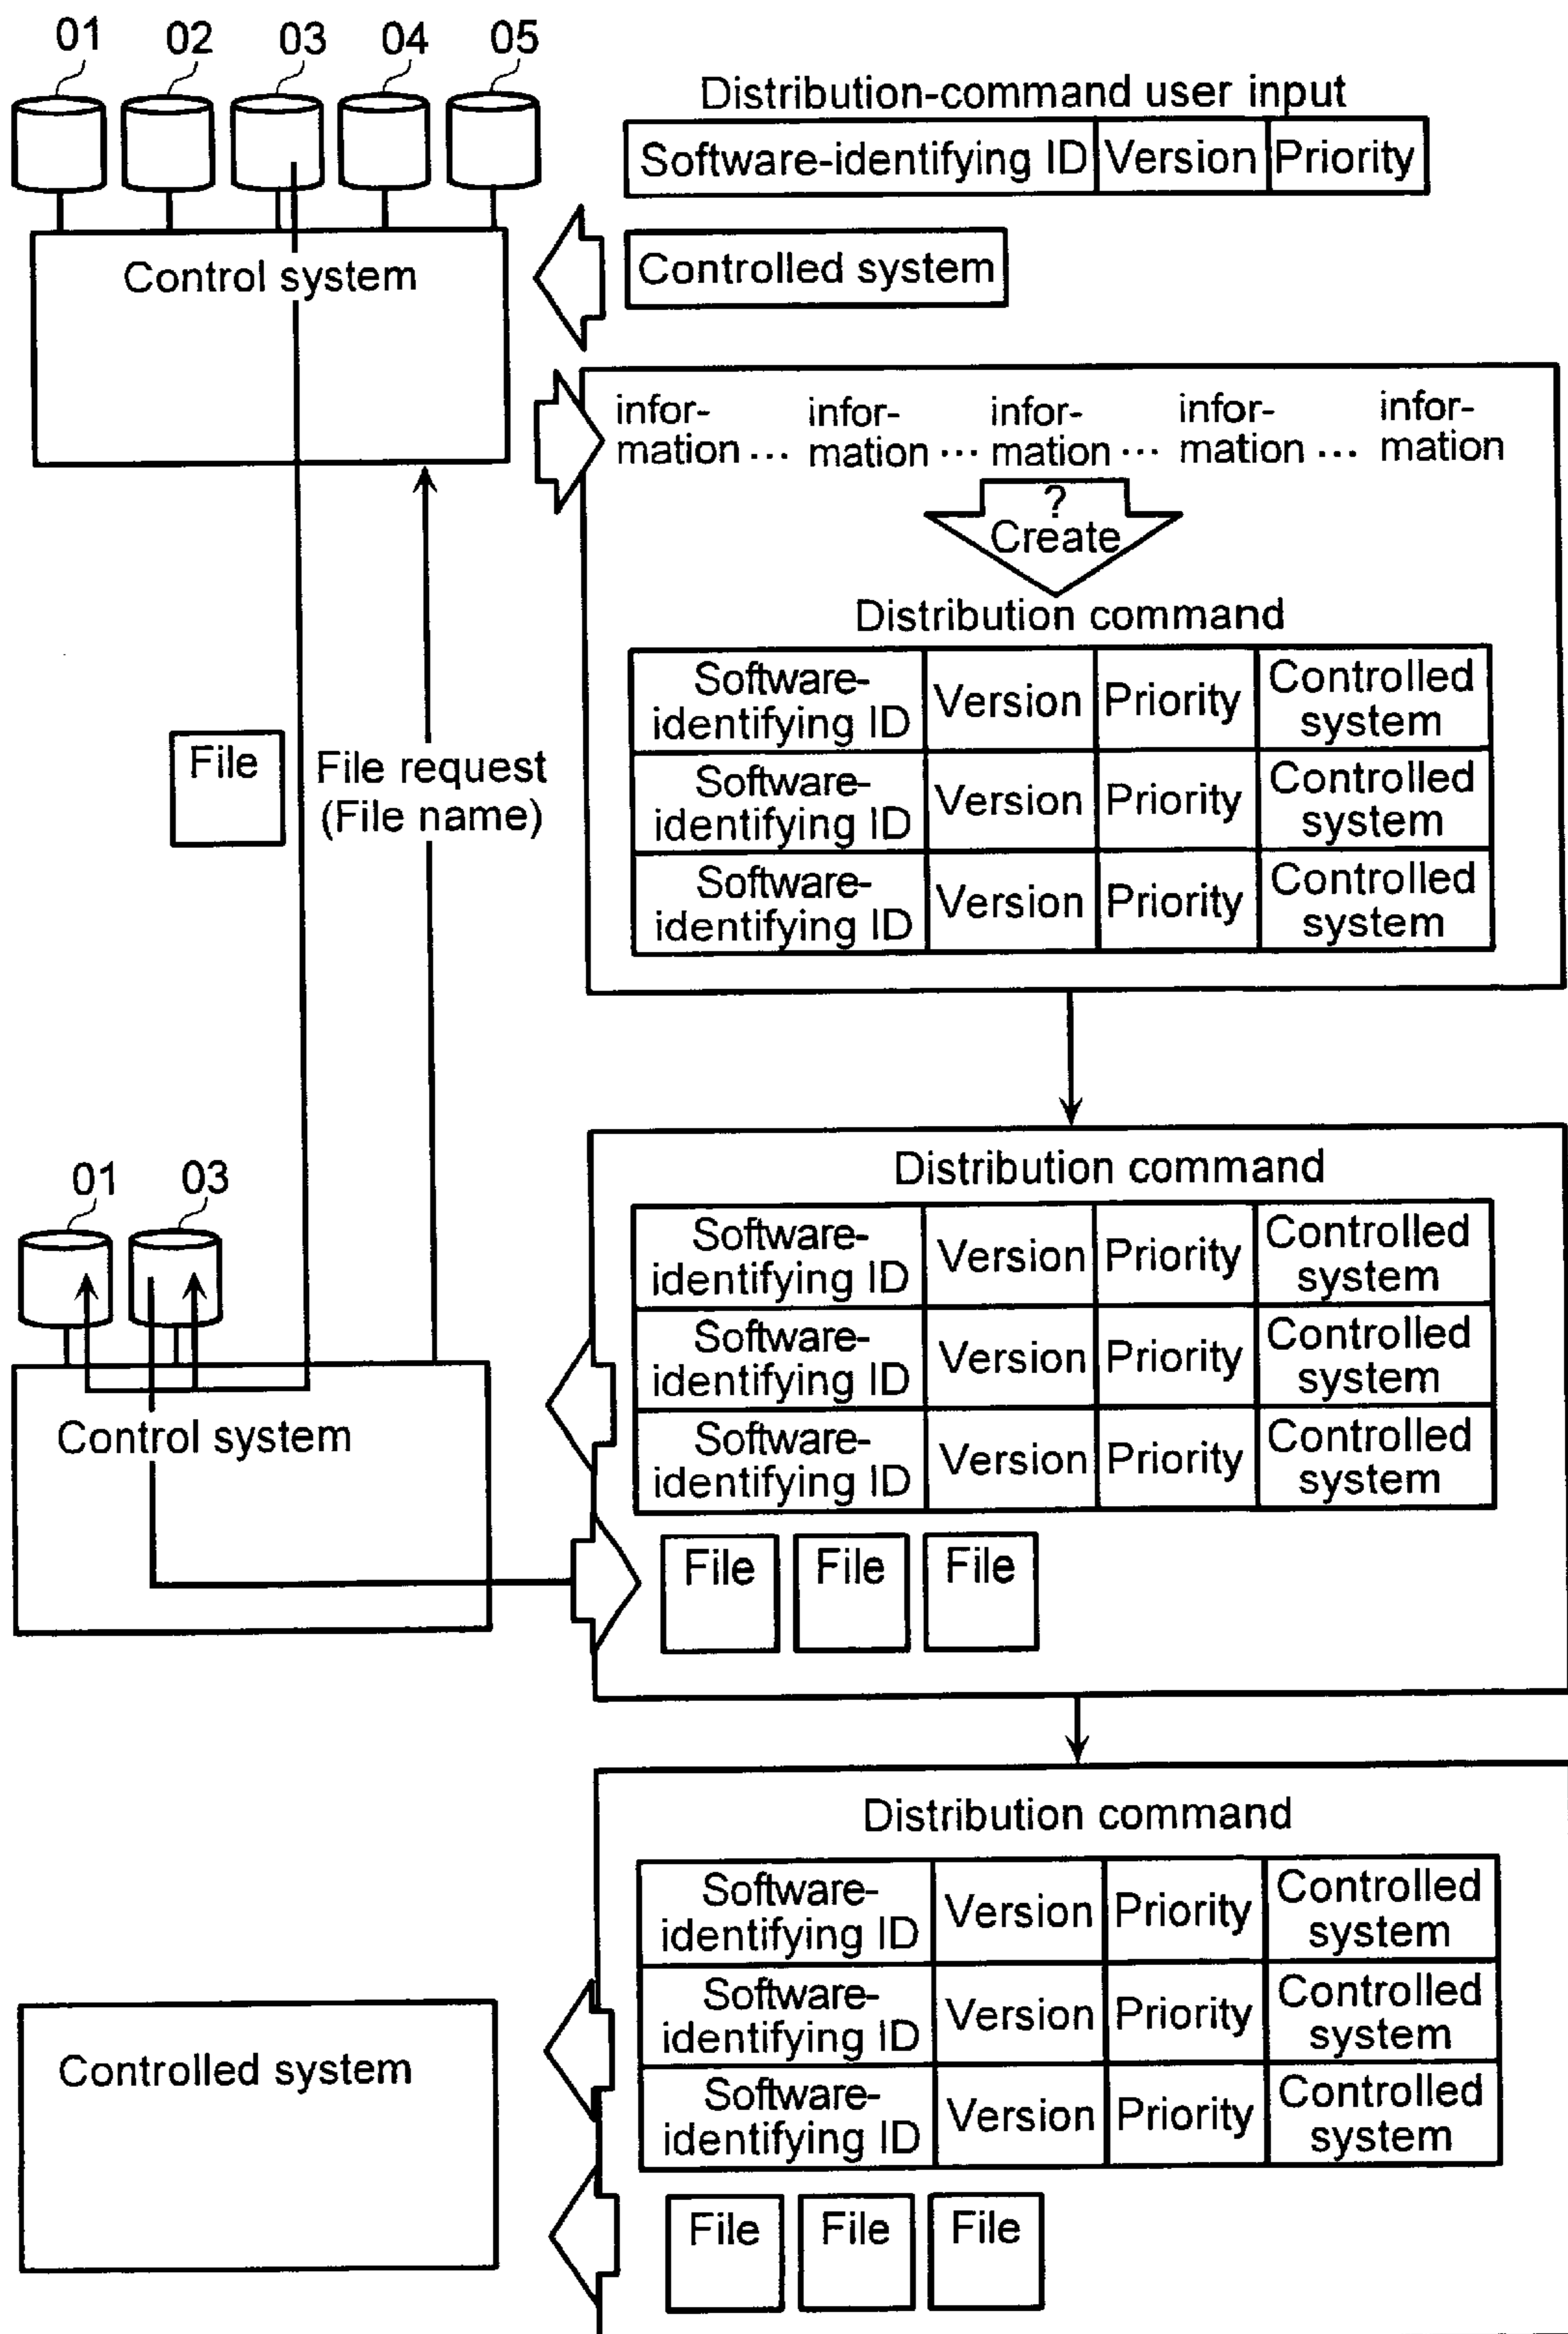 01 02 03 04 05
Distribution-command user input
Software-identifying ID Version Priority
Control system
Controlled system
infor- infor- infor- infor- infor-
mation ... mation ... mation ... mation ... mation
?
Create
Distribution command
Software- Controlled
identifying ID Version Priority system
Software- Controlled
identifying ID Version Priority system
Software- Controlled
identifying ID Version Priority system
File
File request
(File name)
01 03
Control system
Distribution command
Software- Controlled
identifying ID Version Priority system
Software- Controlled
identifying ID Version Priority system
Software- Controlled
identifying ID Version Priority system
File File File
Controlled system
Distribution command
Software- Controlled
identifying ID Version Priority system
Software- Controlled
identifying ID Version Priority system
Software- Controlled
identifying ID Version Priority system
File File File